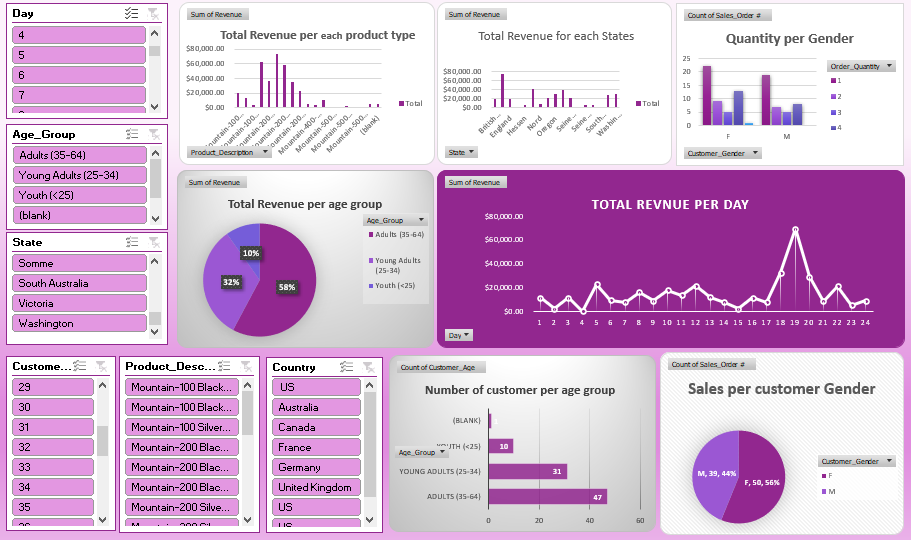 Day
4
5
6
7
Age_Group
Adults (35-64)
Young Adults (25-34)
Youth (<25)
(blank)
State
Somme
South Australia
Victoria
Washington
Sum of Revenue
Total Revenue per each product type
$80,000.00
$60,000.00
$40,000.00
$20,000.00
$0.00
Mountain-100...
Mountain-100...
Mountain-200...
Mountain-200...
Mountain-200...
Mountain-400-...
Mountain-500...
Mountain-500...
Mountain-500...
(blank)
Total
Product_Description
Sum of Revenue
Total Revenue for each States
$80,000.00
$60,000.00
$40,000.00
$20,000.00
$0.00
British...
England
Hessen
Nord
Oregon
Seine...
Seine...
South...
Washin...
Total
State
Count of Sales_Order #
Quantity per Gender
25
20
15
10
5
0
F
M
Order_Quantity
1
2
3
4
Customer_Gender
Sum of Revenue
Total Revenue per age group
10%
32%
58%
Age_Group
Adults (35-64)
Young Adults
(25-34)
Youth (<25)
Sum of Revenue
TOTAL REVNUE PER DAY
$80,000.00
$60,000.00
$40,000.00
$20,000.00
$0.00
1 2 3 4 5 6 7 8 9 10 11 12 13 14 15 16 17 18 19 20 21 22 23 24
Day
Custome...
29
30
31
32
33
34
35
36
Product_Desc...
Mountain-100 Black...
Mountain-100 Black...
Mountain-100 Silver...
Mountain-200 Blac...
Mountain-200 Blac...
Mountain-200 Blac...
Mountain-200 Silve...
Mountain-200 Sil...
Country
US
Australia
Canada
France
Germany
United Kingdom
US
US
Count of Customer_Age
Number of customer per age group
(BLANK)
YOUTH (<25)
10
Age_Group
YOUNG ADULTS (25-34)
31
ADULTS (35-64)
47
0 20 40 60
Count of Sales_Order #
Sales per customer Gender
M, 39, 44%
F, 50, 56%
Customer_Gender
F
M